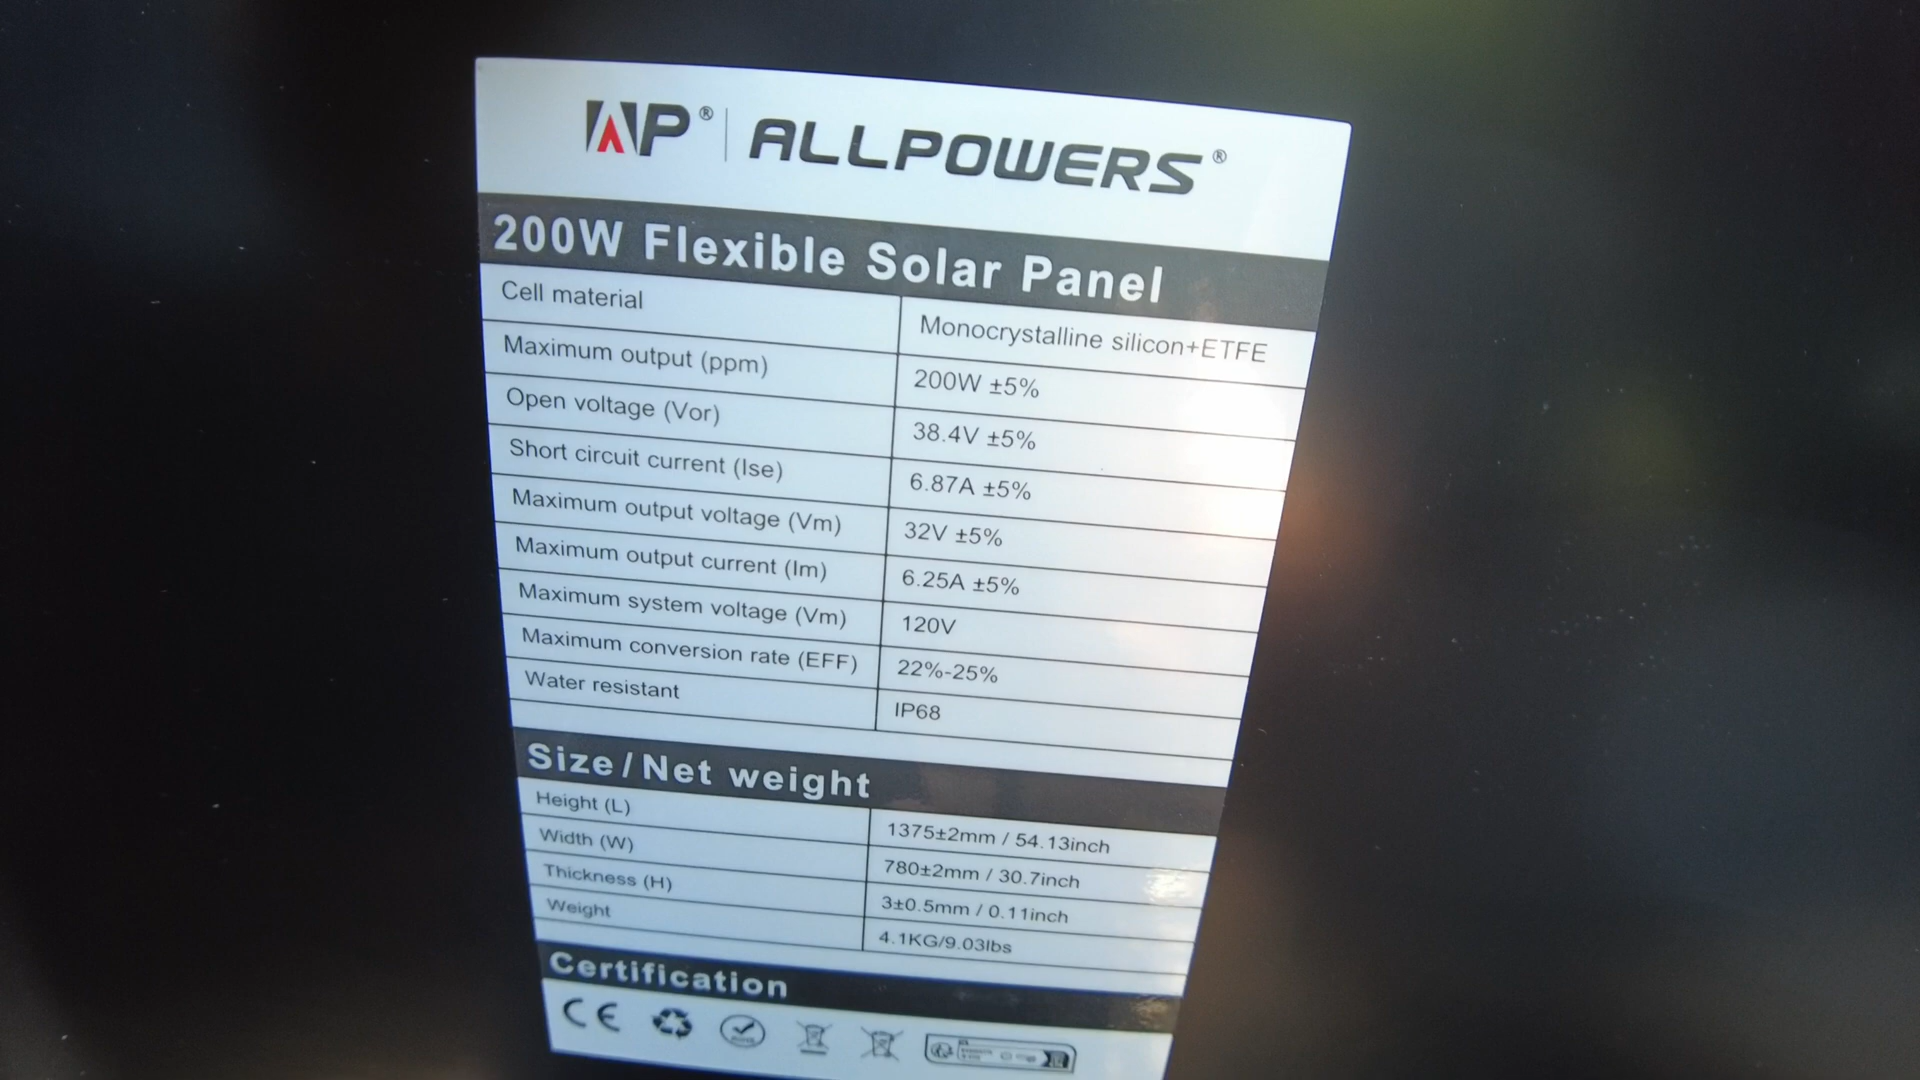 AP® | ALLPOWERS®
200W Flexible Solar Panel
Cell material Monocrystalline silicon+ETFE
Maximum output (ppm) 200W ±5%
Open voltage (Vor) 38.4V ±5%
Short circuit current (Ise) 6.87A ±5%
Maximum output voltage (Vm) 32V ±5%
Maximum output current (Im) 6.25A ±5%
Maximum system voltage (Vm) 120V
Maximum conversion rate (EFF) 22%-25%
Water resistant IP68
Size/Net weight
Height (L) 1375±2mm / 54.13inch
Width (W) 780±2mm / 30.7inch
Thickness (H) 3±0.5mm / 0.11inch
Weight 4.1KG/9.03lbs
Certification
CE